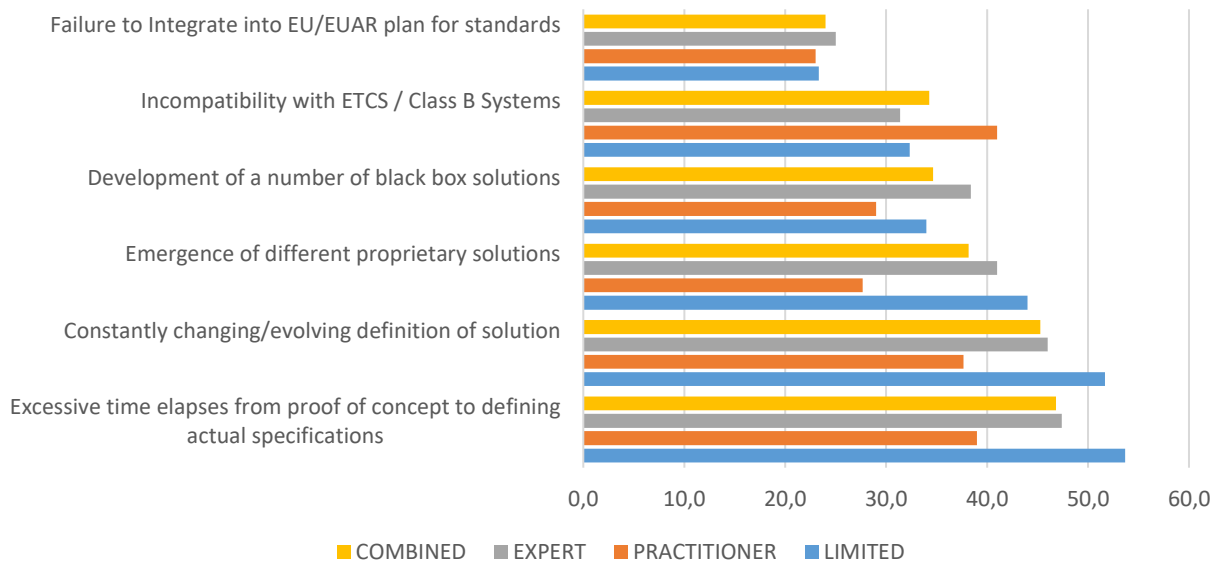 Failure to Integrate into EU/EUAR plan for standards
Incompatibility with ETCS / Class B Systems
Development of a number of black box solutions
Emergence of different proprietary solutions
Constantly changing/evolving definition of solution
Excessive time elapses from proof of concept to defining
actual specifications
0,0 10,0 20,0 30,0 40,0 50,0 60,0
COMBINED EXPERT PRACTITIONER LIMITED